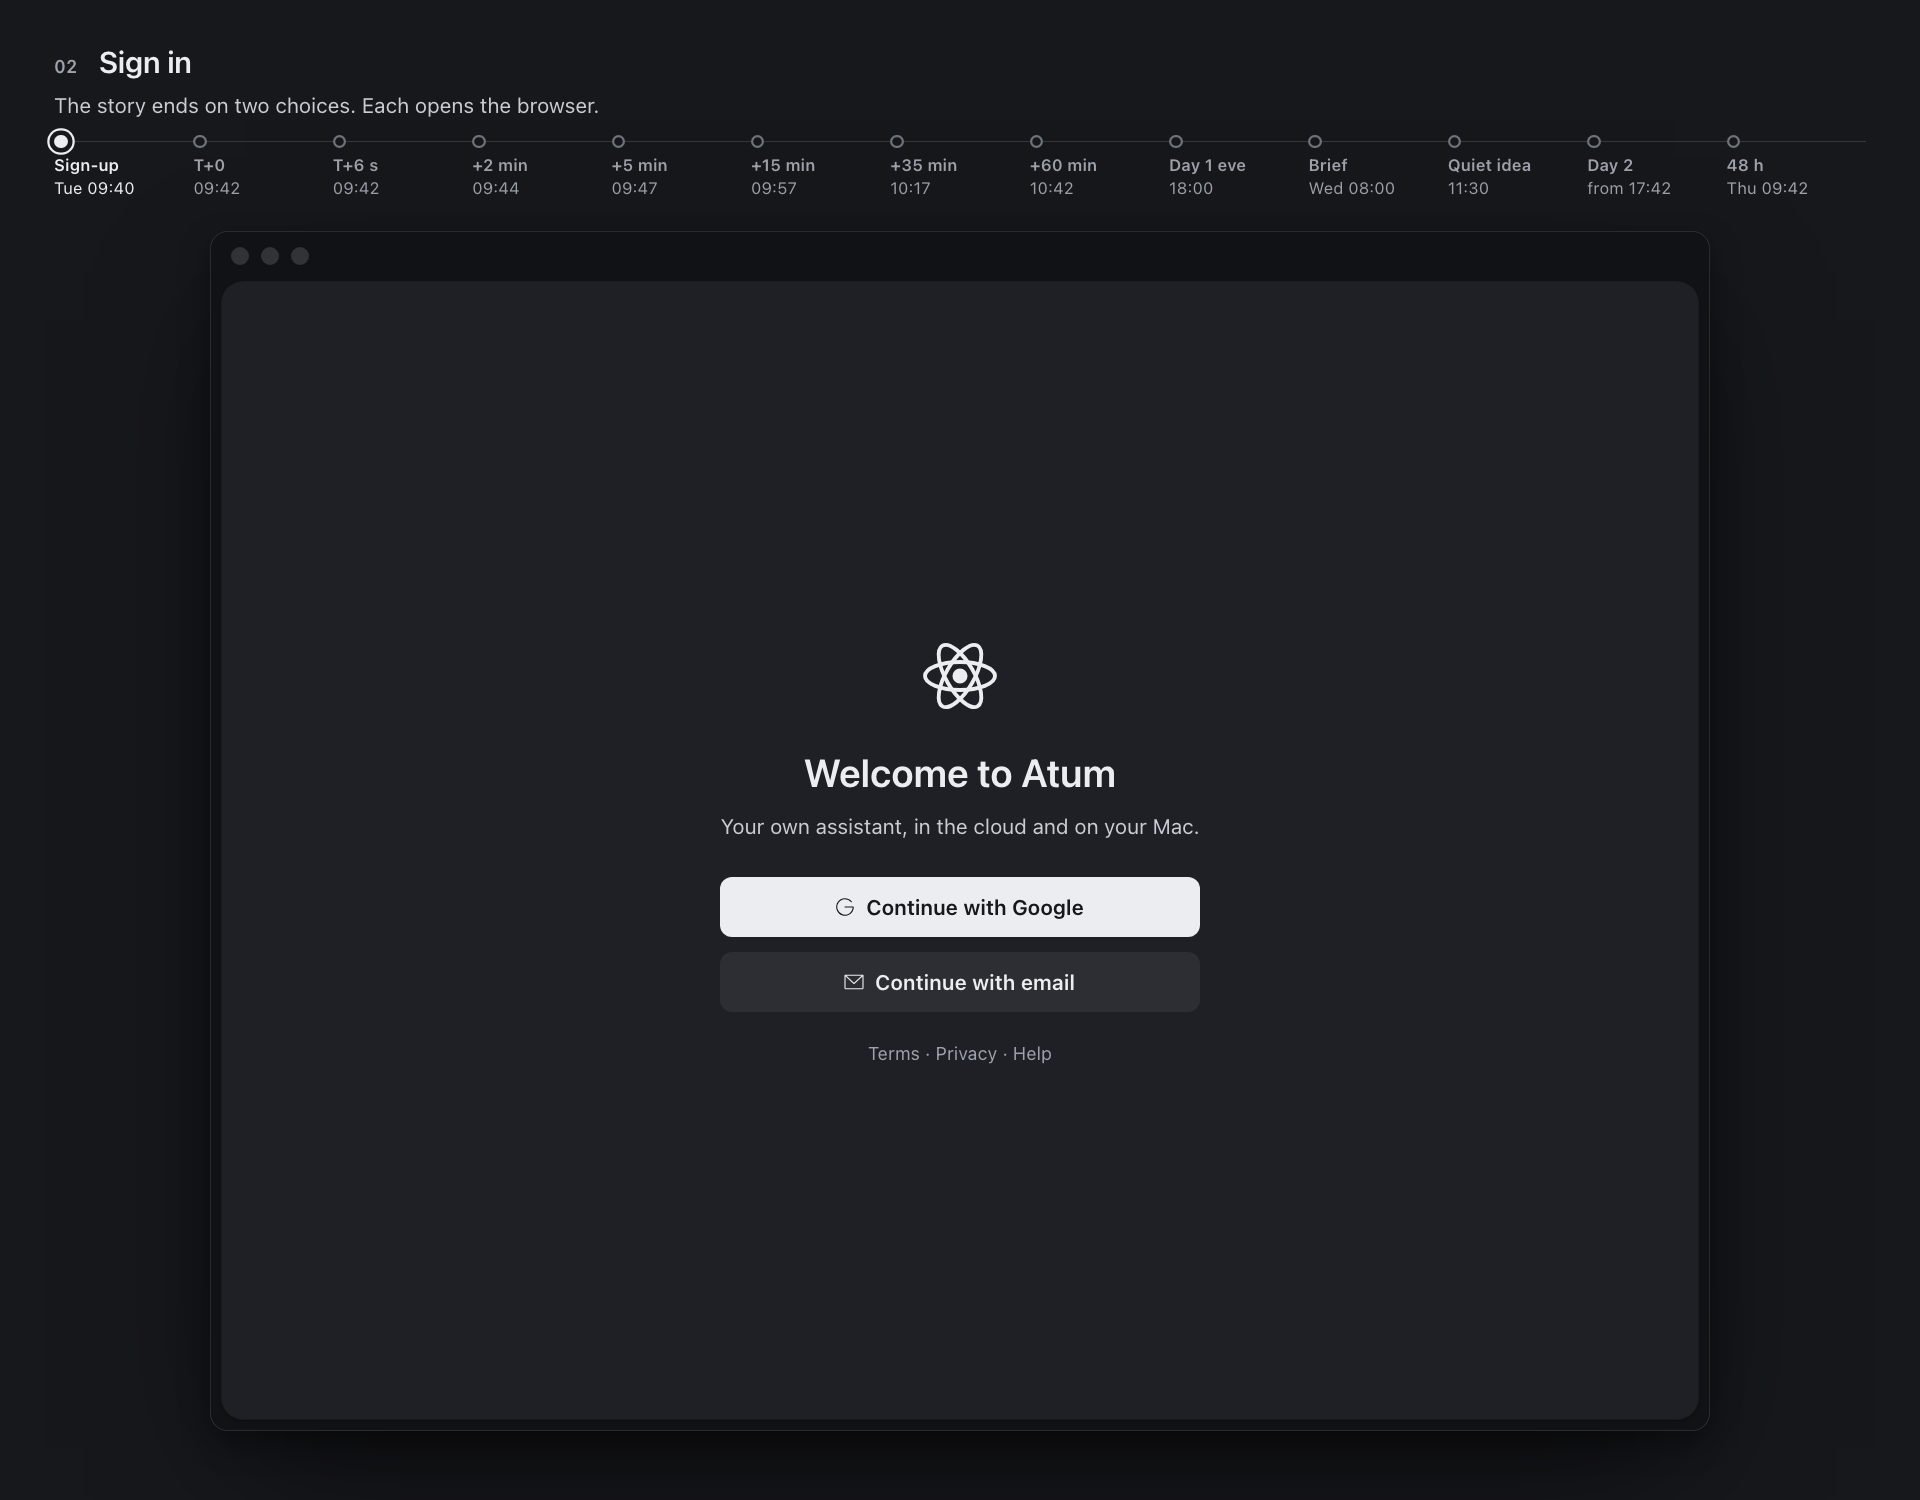 02 Sign in
The story ends on two choices. Each opens the browser.
Sign-up T+0 T+6 s +2 min +5 min +15 min +35 min +60 min Day 1 eve Brief Quiet idea Day 2 48 h
Tue 09:40 09:42 09:42 09:44 09:47 09:57 10:17 10:42 18:00 Wed 08:00 11:30 from 17:42 Thu 09:42
Welcome to Atum
Your own assistant, in the cloud and on your Mac.
Continue with Google
Continue with email
Terms · Privacy · Help